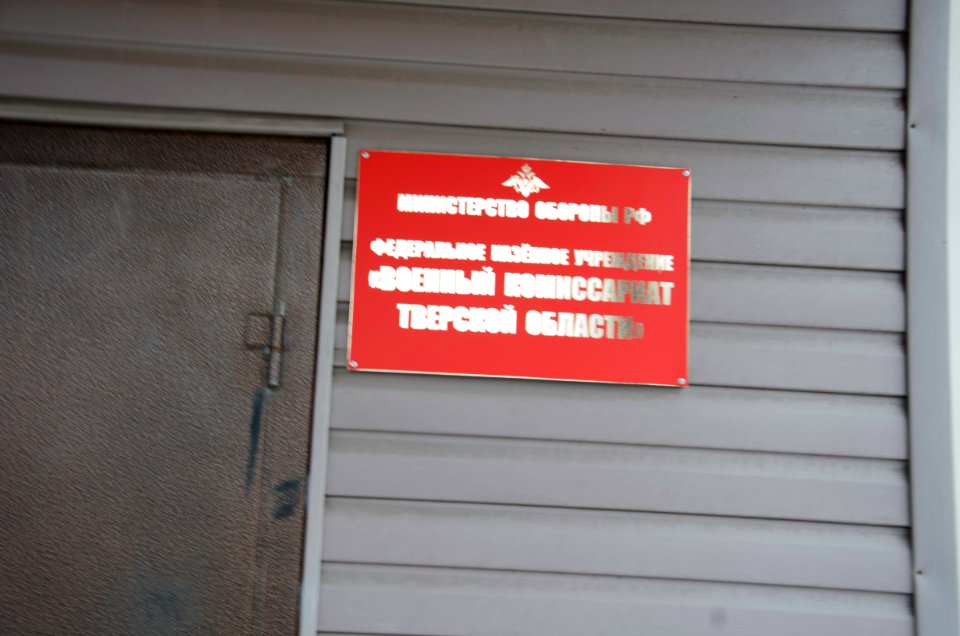 МИНИСТЕРСТВО ОБОРОНЫ РФ
ФЕДЕРАЛЬНОЕ КАЗЁННОЕ УЧРЕЖДЕНИЕ
«ВОЕННЫЙ КОМИССАРИАТ
ТВЕРСКОЙ ОБЛАСТИ»